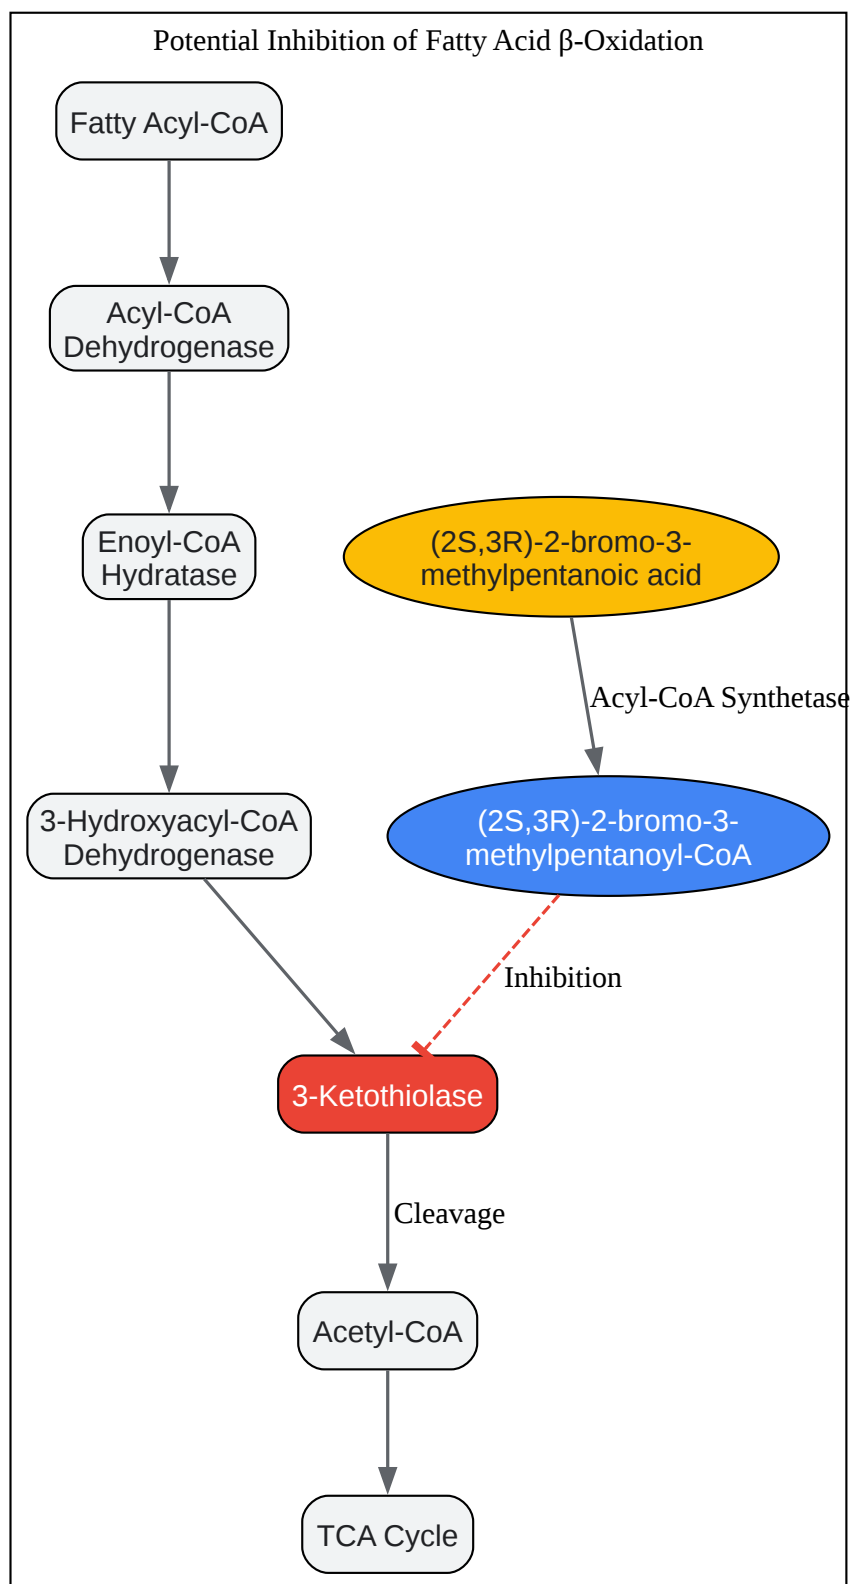 Potential Inhibition of Fatty Acid β-Oxidation
Fatty Acyl-CoA
Acyl-CoA
Dehydrogenase
Enoyl-CoA
Hydratase
(2S,3R)-2-bromo-3-
methylpentanoic acid
Acyl-CoA Synthetase
3-Hydroxyacyl-CoA
Dehydrogenase
(2S,3R)-2-bromo-3-
methylpentanoyl-CoA
Inhibition
3-Ketothiolase
Cleavage
Acetyl-CoA
TCA Cycle